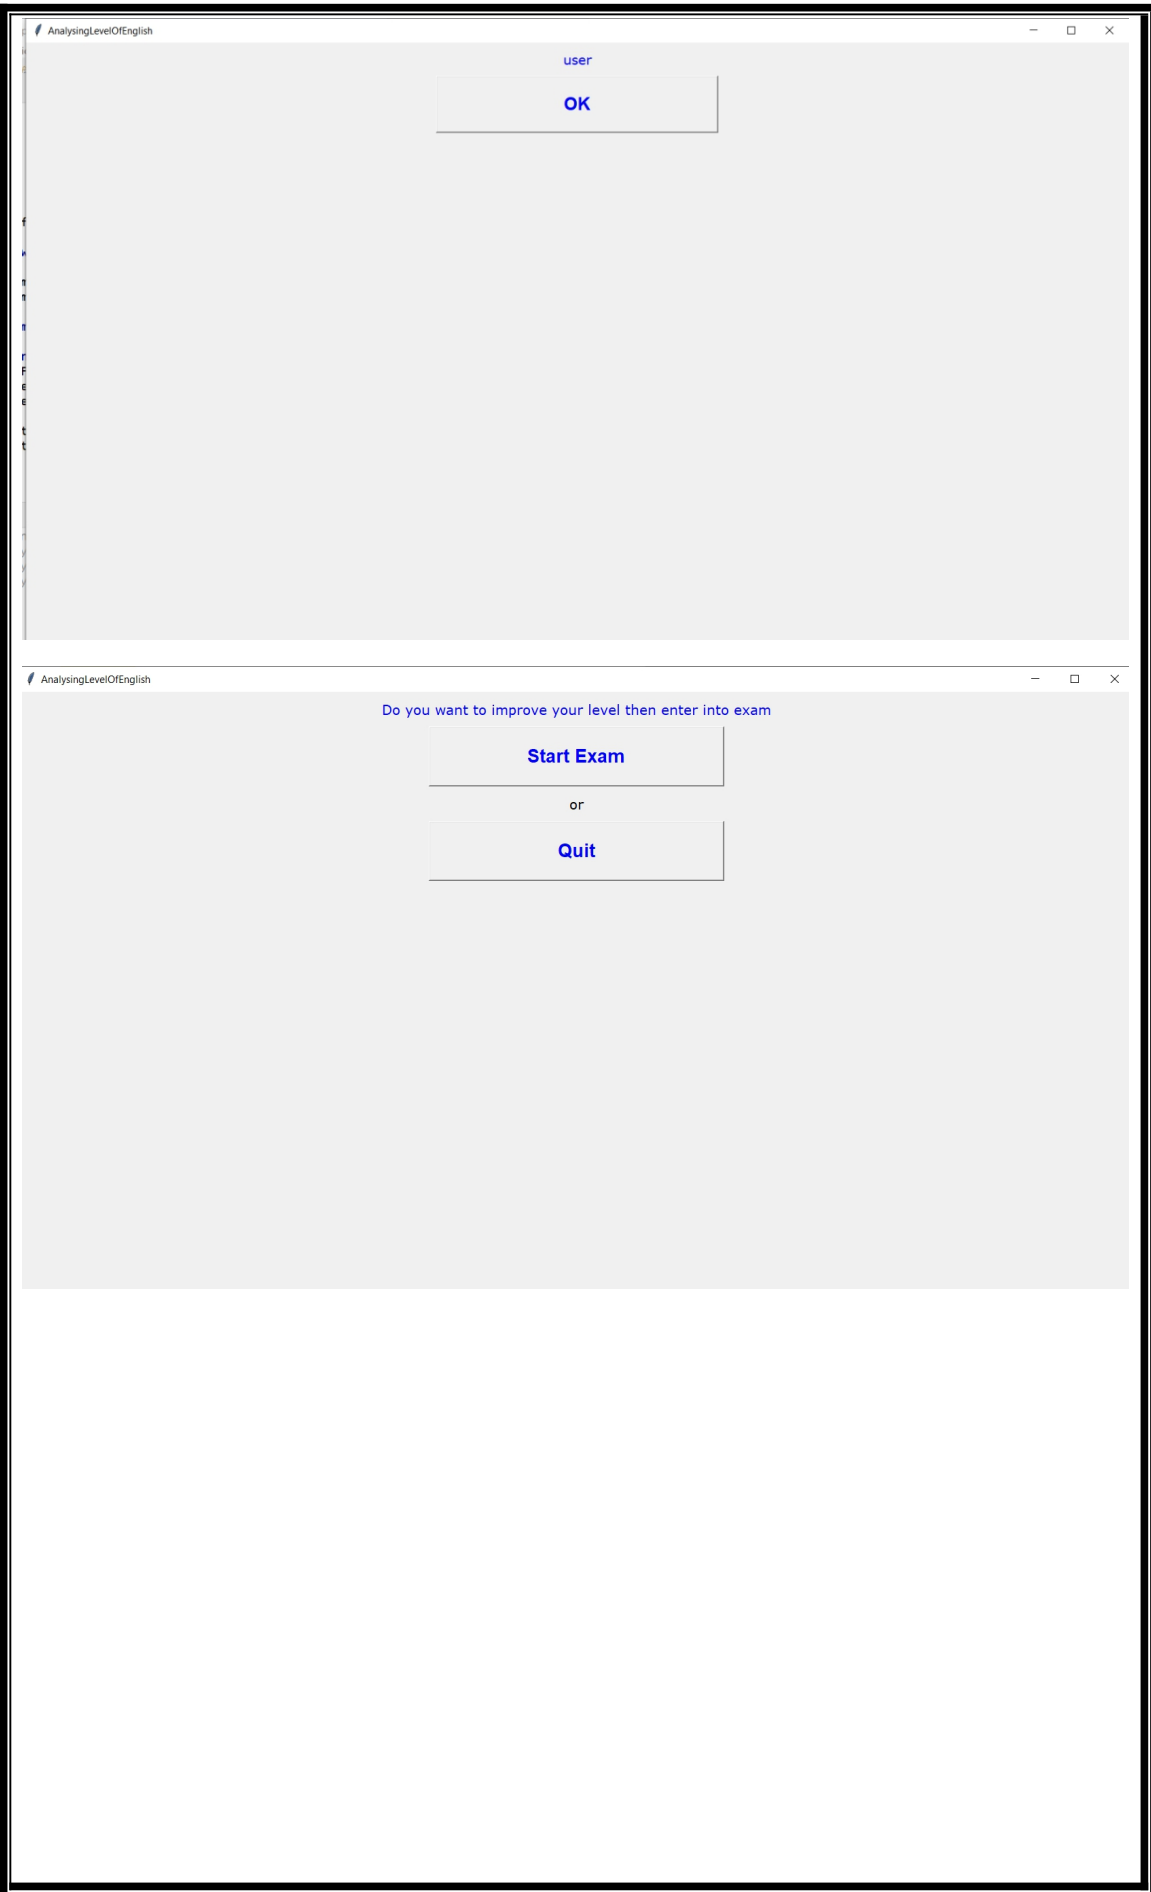 AnalysingLevelOfEnglish
user
OK
AnalysingLevelOfEnglish
Do you want to improve your level then enter into exam
Start Exam
or
Quit